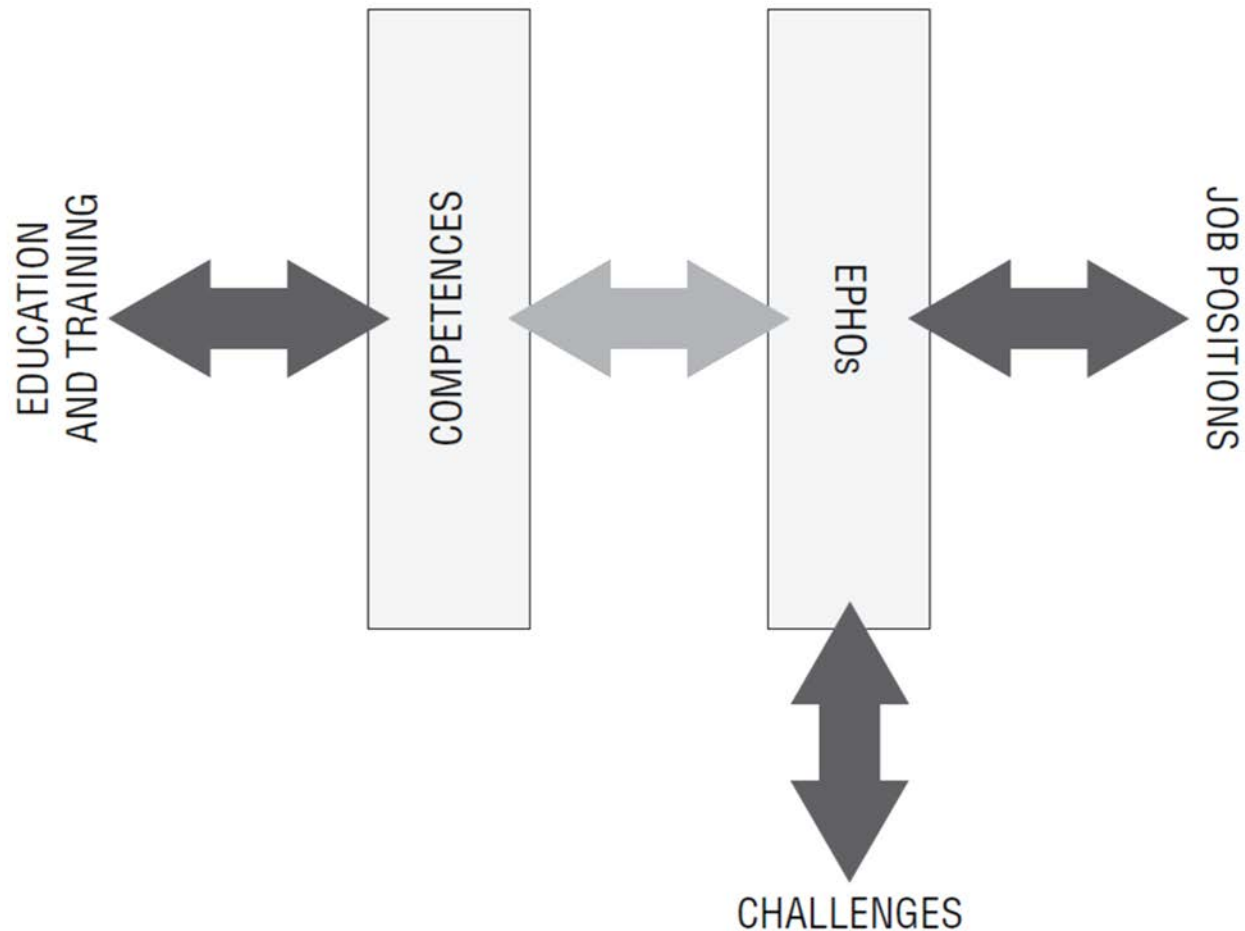 EDUCATION
AND TRAINING
COMPETENCES
EPHOs
JOB POSITIONS
CHALLENGES